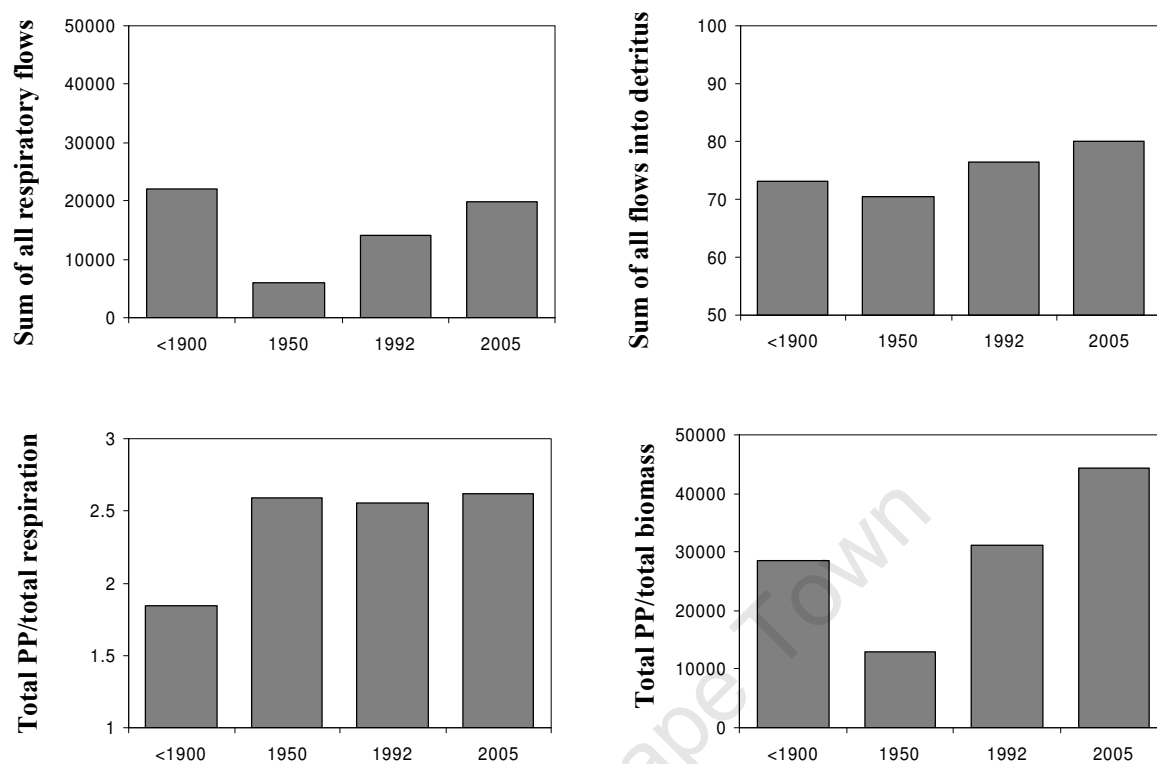 Sum of all respiratory flows
50000
40000
30000
20000
10000
0
<1900 1950 1992 2005
Sum of all flows into detritus
100
90
80
70
60
50
<1900 1950 1992 2005
Total PP/total respiration
3
2.5
2
1.5
1
<1900 1950 1992 2005
Total PP/total biomass
50000
40000
30000
20000
10000
0
<1900 1950 1992 2005
ape Town